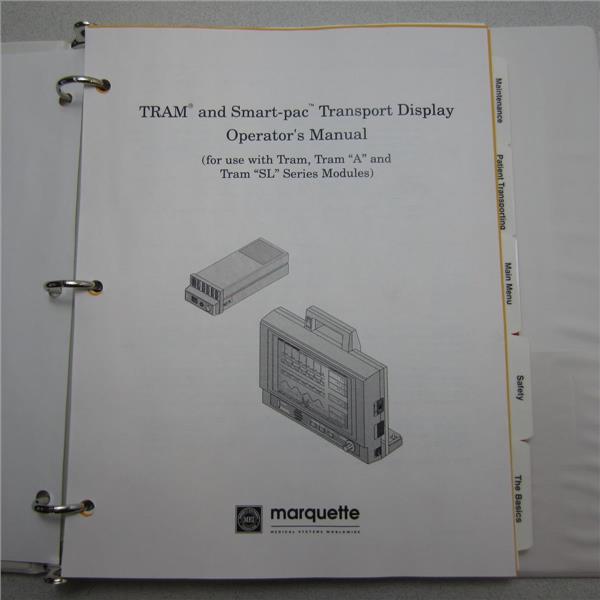 TRAM® and Smart-pac™ Transport Display
Operator's Manual
(for use with Tram, Tram “A” and
Tram “SL” Series Modules)
MEI
marquette
MEDICAL SYSTEMS WORLDWIDE
Maintenance
Patient Transporting
Main Menu
Safety
The Basics